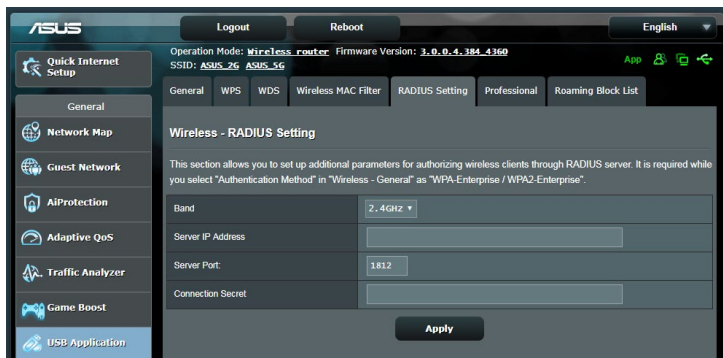 ASUS
Logout
Reboot
English
Quick Internet
Setup
Operation Mode: Wireless router Firmware Version: 3.0.0.4.384_4360
SSID: ASUS_2G ASUS_5G
App
General
WPS
WDS
Wireless MAC Filter
RADIUS Setting
Professional
Roaming Block List
General
Network Map
Guest Network
AiProtection
Adaptive QoS
Traffic Analyzer
Game Boost
USB Application
Wireless - RADIUS Setting
This section allows you to set up additional parameters for authorizing wireless clients through RADIUS server. It is required while
you select "Authentication Method" in "Wireless - General" as "WPA-Enterprise / WPA2-Enterprise".
Band
2.4GHz
Server IP Address
Server Port:
1812
Connection Secret
Apply